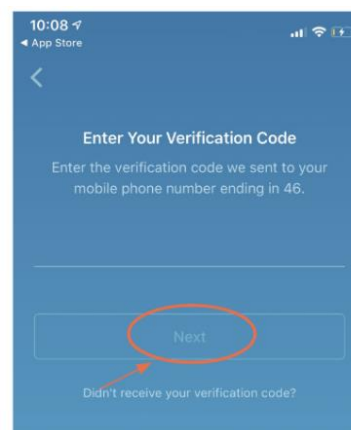 10:08
App Store
Enter Your Verification Code
Enter the verification code we sent to your
mobile phone number ending in 46.
Next
Didn't receive your verification code?